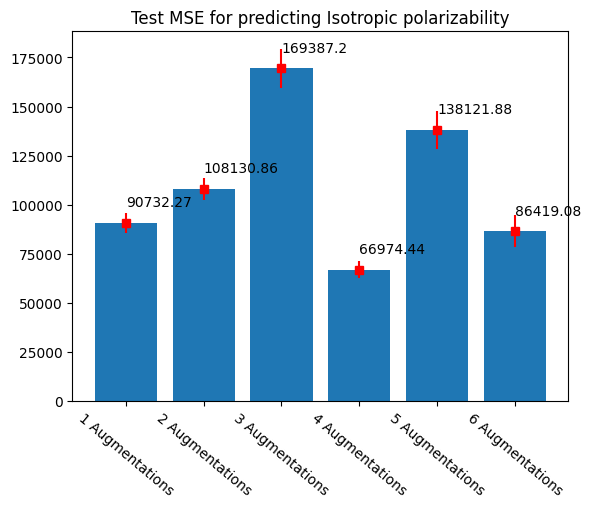 Test MSE for predicting Isotropic polarizability
175000
150000
125000
100000
75000
50000
25000
0
90732.27
108130.86
169387.2
66974.44
138121.88
86419.08
1 Augmentations
2 Augmentations
3 Augmentations
4 Augmentations
5 Augmentations
6 Augmentations